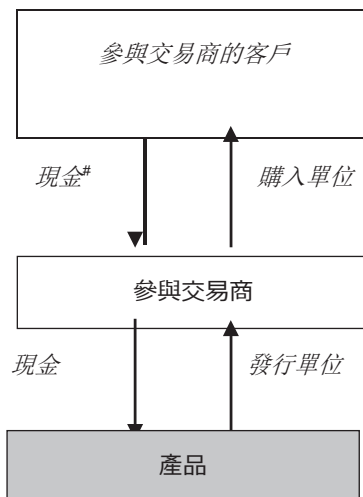 參與交易商的客戶
現金#
購入單位
參與交易商
現金
發行單位
產品